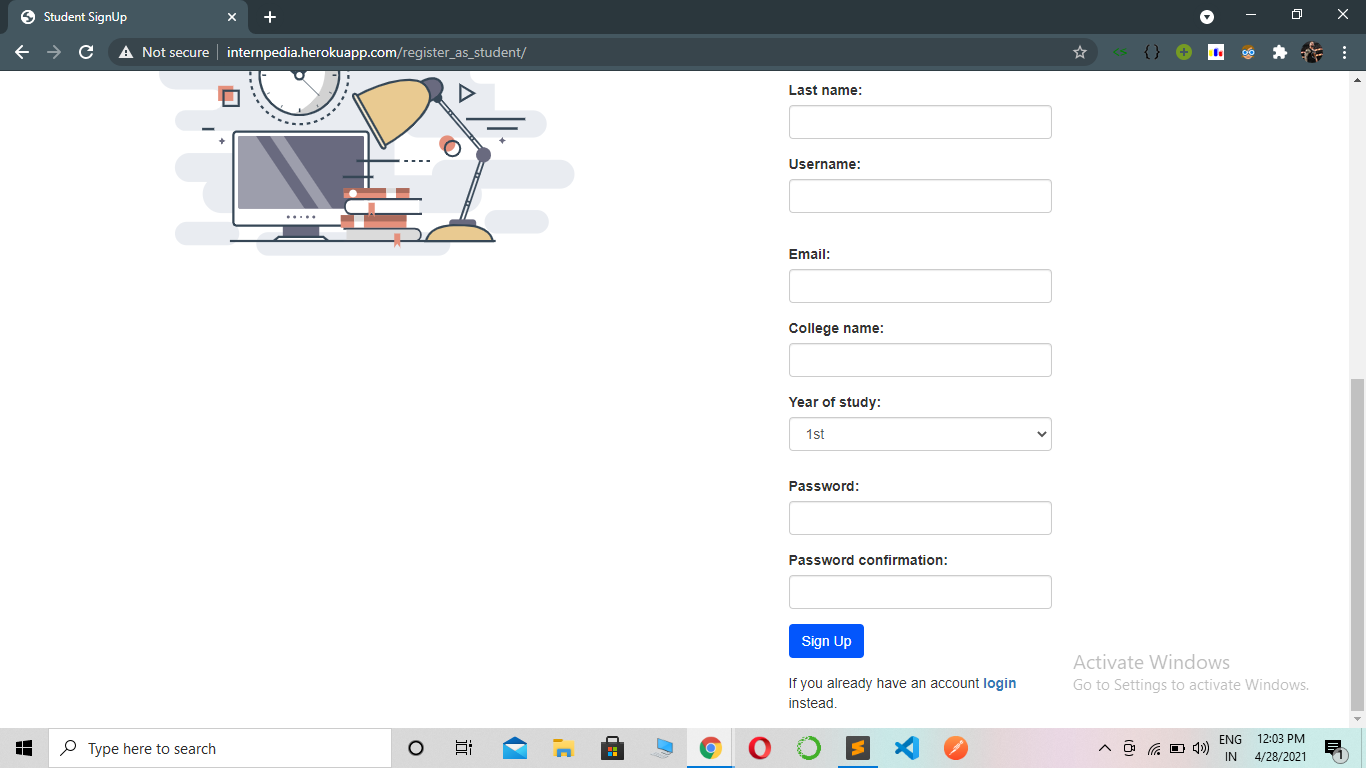 Student SignUp
Not secure
internpedia.herokuapp.com/register_as_student/
Last name:
Username:
Email:
College name:
Year of study:
1st
Password:
Password confirmation:
Sign Up
If you already have an account login
instead.
Activate Windows
Go to Settings to activate Windows.
Type here to search
ENG
IN
12:03 PM
4/28/2021
1